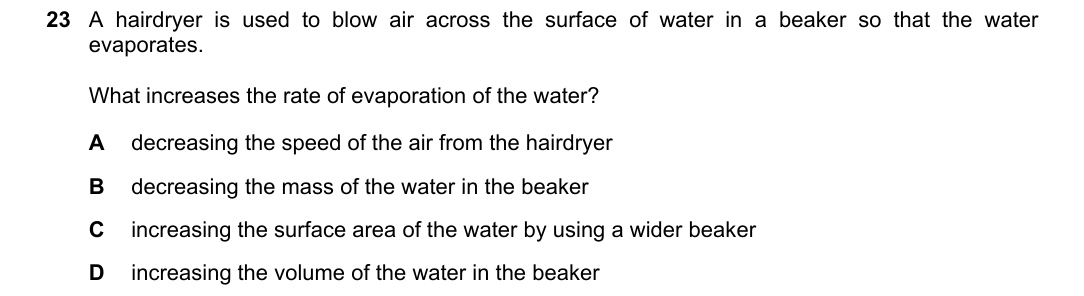 23 A hairdryer is used to blow air across the surface of water in a beaker so that the water
evaporates.
What increases the rate of evaporation of the water?
A decreasing the speed of the air from the hairdryer
B decreasing the mass of the water in the beaker
C increasing the surface area of the water by using a wider beaker
D increasing the volume of the water in the beaker